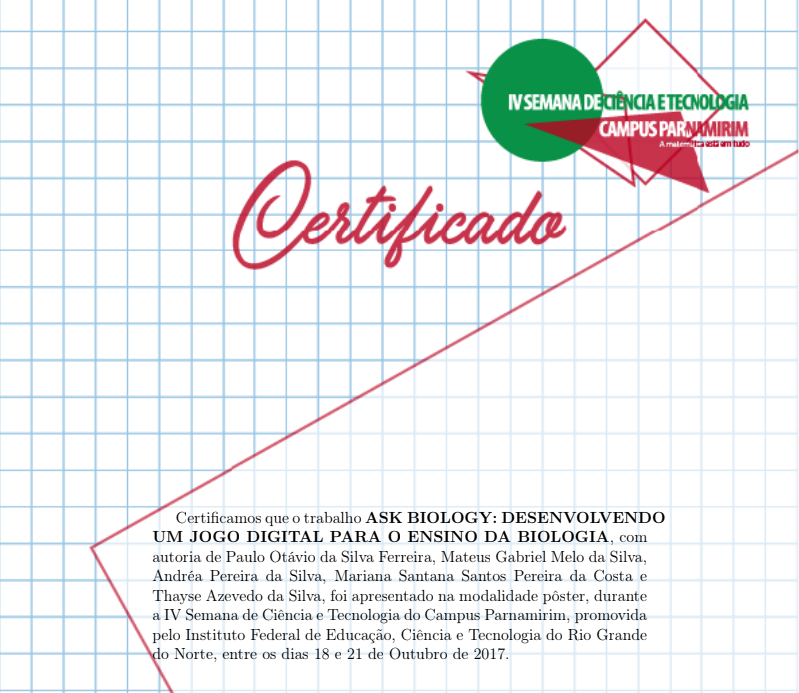 IV SEMANA DE CIÊNCIA E TECNOLOGIA
CAMPUS PARNAMIRIM
A matemática está em tudo
Certificado
Certificamos que o trabalho ASK BIOLOGY: DESENVOLVENDO
UM JOGO DIGITAL PARA O ENSINO DA BIOLOGIA, com
autoria de Paulo Otávio da Silva Ferreira, Mateus Gabriel Melo da Silva,
Andréa Pereira da Silva, Mariana Santana Santos Pereira da Costa e
Thayse Azevedo da Silva, foi apresentado na modalidade pôster, durante
a IV Semana de Ciência e Tecnologia do Campus Parnamirim, promovida
pelo Instituto Federal de Educação, Ciência e Tecnologia do Rio Grande
do Norte, entre os dias 18 e 21 de Outubro de 2017.